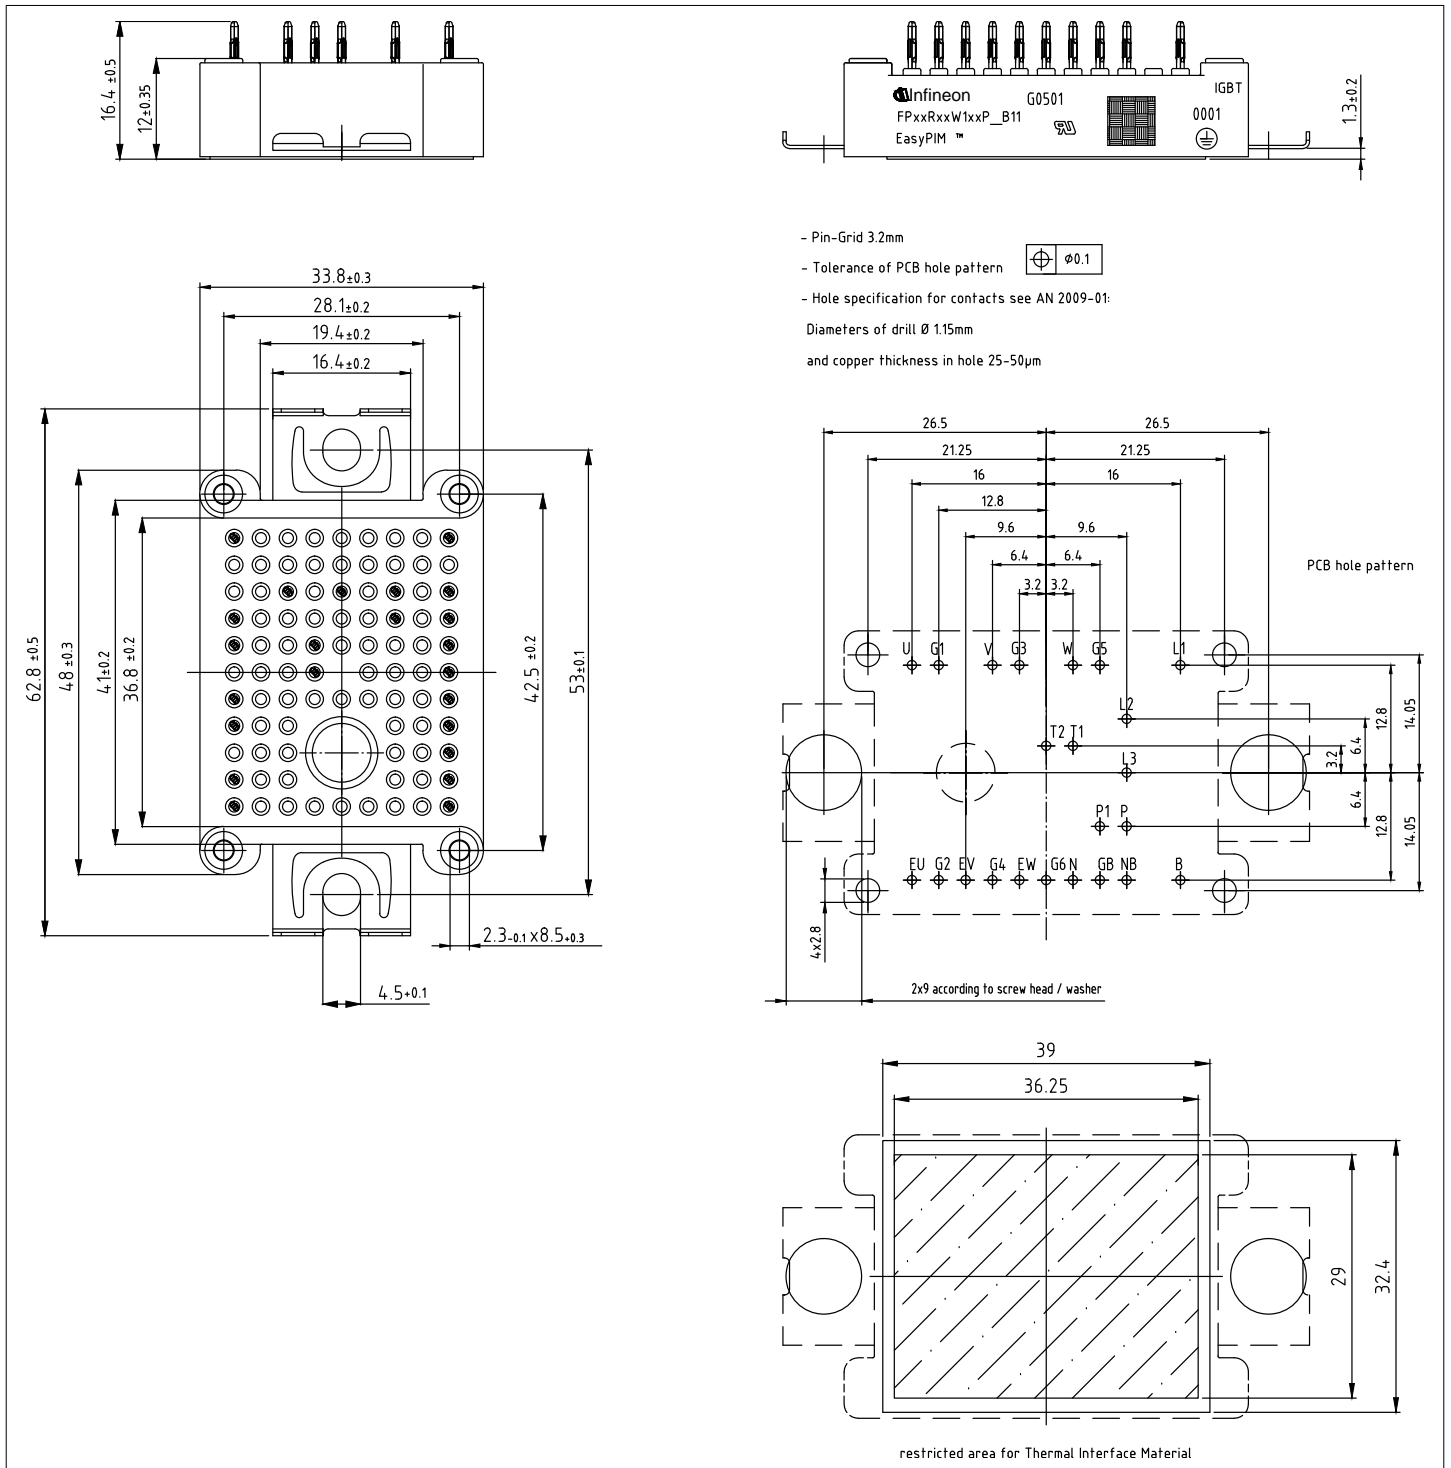 16.4 ±0.5
12±0.35
Infineon
G0501
IGBT
FPxxRxxW1xxP_B11
0001
EasyPIM ™
1.3±0.2
- Pin-Grid 3.2mm
- Tolerance of PCB hole pattern
ø0.1
- Hole specification for contacts see AN 2009-01:
Diameters of drill Ø 1.15mm
and copper thickness in hole 25-50µm
33.8±0.3
28.1±0.2
19.4±0.2
16.4±0.2
62.8 ±0.5
48 ±0.3
41±0.2
36.8 ±0.2
42.5 ±0.2
53±0.1
2.3-0.1x8.5+0.3
4.5+0.1
26.5 26.5
21.25 21.25
16 16
12.8
9.6 9.6
6.4 6.4
3.2 3.2
PCB hole pattern
U G1 V G3 W G5 L1
L2
T2 T1
L3
P1 P
EU G2 EV G4 EW G6 N GB NB B
3.2
6.4
12.8
14.05
6.4
12.8
14.05
4x2.8
2x9 according to screw head / washer
39
36.25
29
32.4
restricted area for Thermal Interface Material